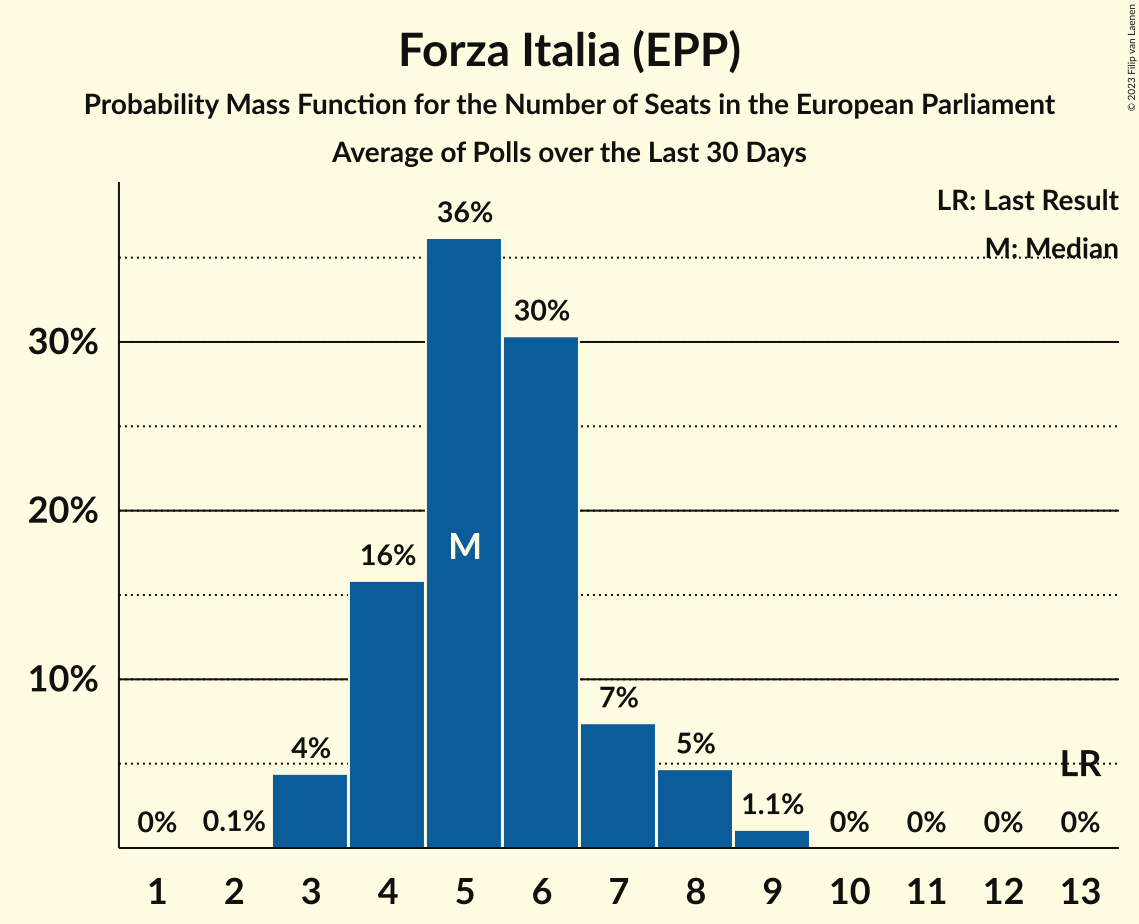 Forza Italia (EPP)
Probability Mass Function for the Number of Seats in the European Parliament
Average of Polls over the Last 30 Days
© 2023 Filip van Laenen
LR: Last Result
M: Median
36%
30%
30%
20%
M
16%
10%
7%
4%
5%
LR
0%
0.1%
1.1%
0%
0%
0%
0%
1 2 3 4 5 6 7 8 9 10 11 12 13